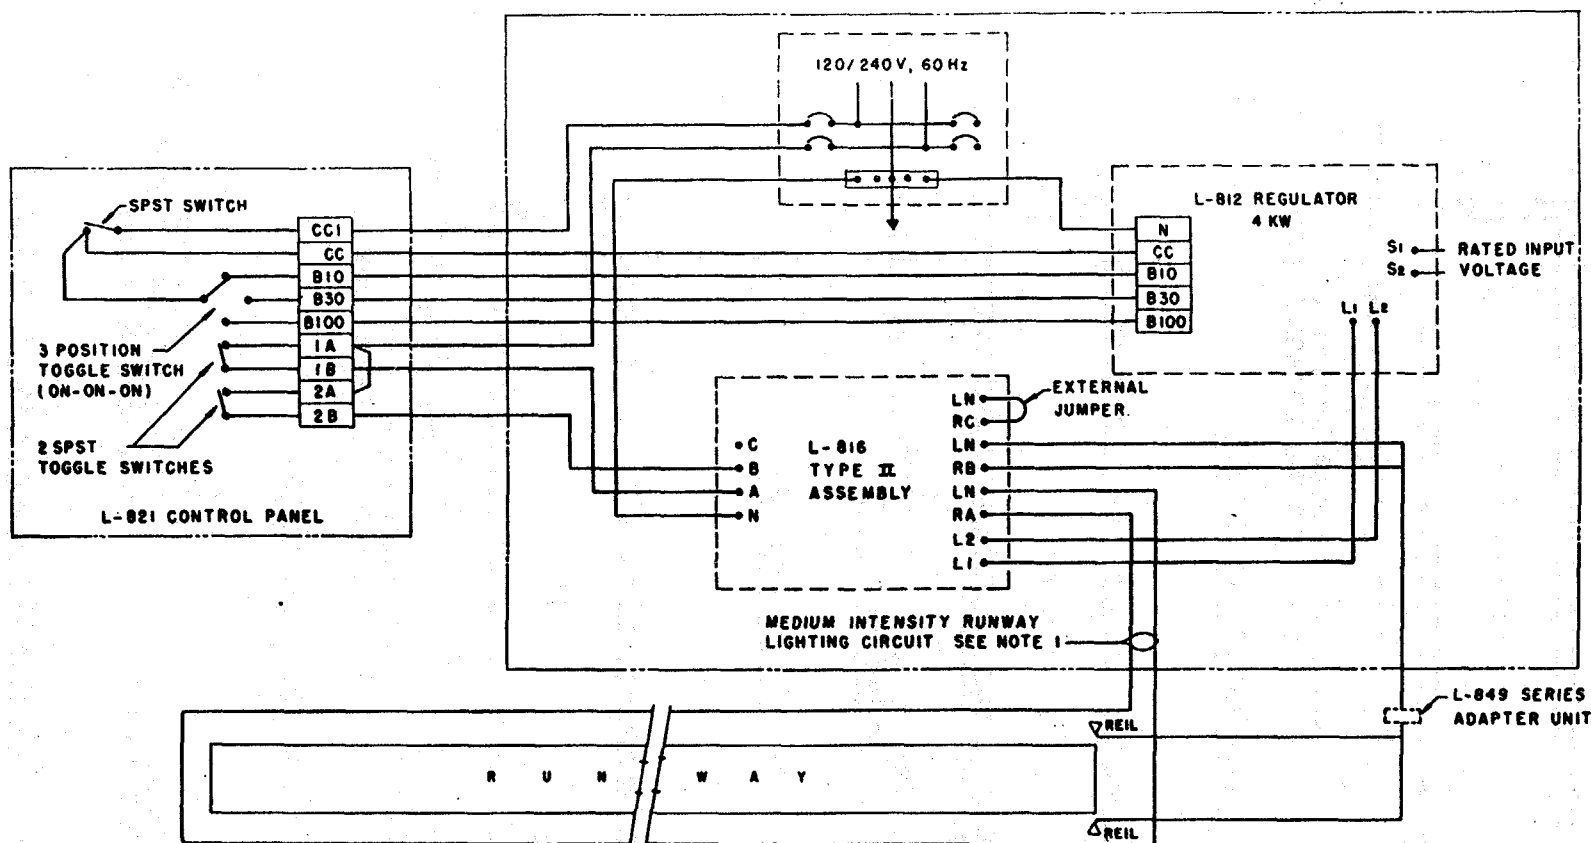 120/240V, 60 Hz
SPST SWITCH
CC1
CC
B10
B30
B100
1A
1B
2A
2B
3 POSITION
TOGGLE SWITCH
(ON-ON-ON)
2 SPST
TOGGLE SWITCHES
L-821 CONTROL PANEL
L-812 REGULATOR
4 KW
N
CC
B10
B30
B100
S1
S2
RATED INPUT
VOLTAGE
L1 L2
L-816
TYPE II
ASSEMBLY
C
B
A
N
LN
RC
LN
RB
LN
RA
L2
L1
EXTERNAL
JUMPER.
MEDIUM INTENSITY RUNWAY
LIGHTING CIRCUIT SEE NOTE 1
L-849 SERIES
ADAPTER UNIT
REIL
RUNWAY
REIL